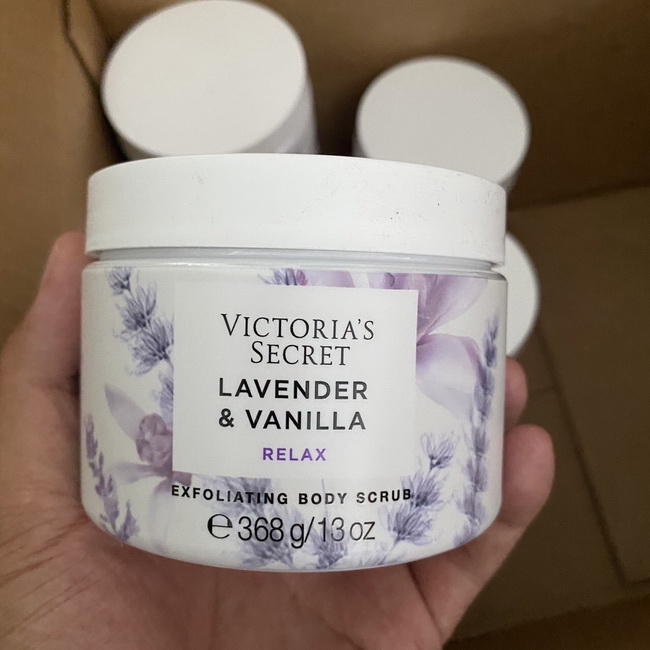 VICTORIA'S
SECRET
LAVENDER
& VANILLA
RELAX
EXFOLIATING BODY SCRUB
℮ 368 g/13 oz